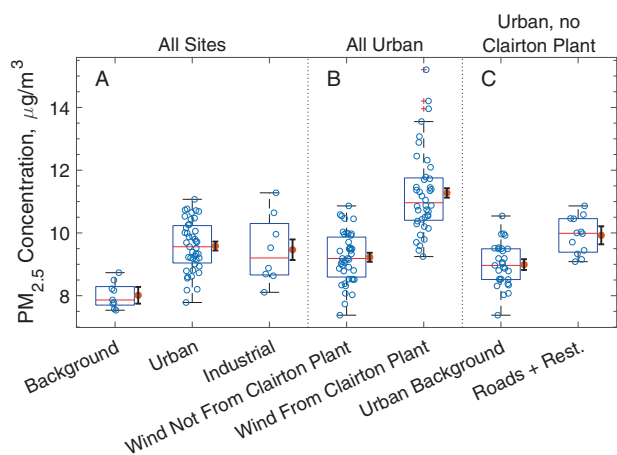 All Sites
All Urban
Urban, no
Clairton Plant
A
B
C
PM2.5 Concentration, μg/m3
14
12
10
8
Background
Urban
Industrial
Wind Not From Clairton Plant
Wind From Clairton Plant
Urban Background
Roads + Rest.